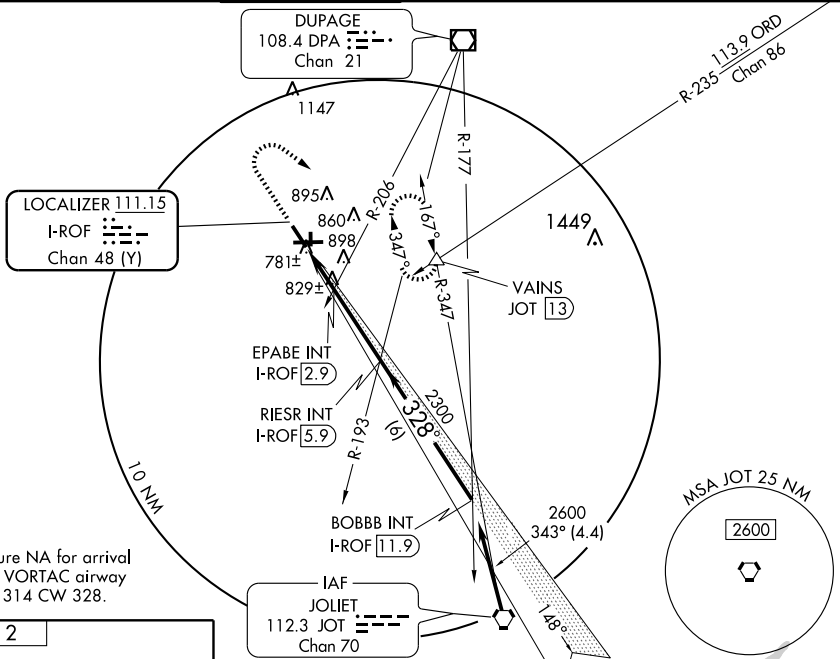 DUPAGE
108.4 DPA
Chan 21
113.9 ORD
Chan 86
R-235
1147
R-177
LOCALIZER 111.15
I-ROF
Chan 48 (Y)
895
R-206
860
898
167°
347°
1449
781±
829±
R-347
VAINS
JOT 13
EPABE INT
I-ROF 2.9
RIESR INT
I-ROF 5.9
2300
328°
(6)
R-193
10 NM
BOBBB INT
I-ROF 11.9
2600
343° (4.4)
MSA JOT 25 NM
2600
ure NA for arrival
VORTAC airway
314 CW 328.
IAF
JOLIET
112.3 JOT
Chan 70
148°
2